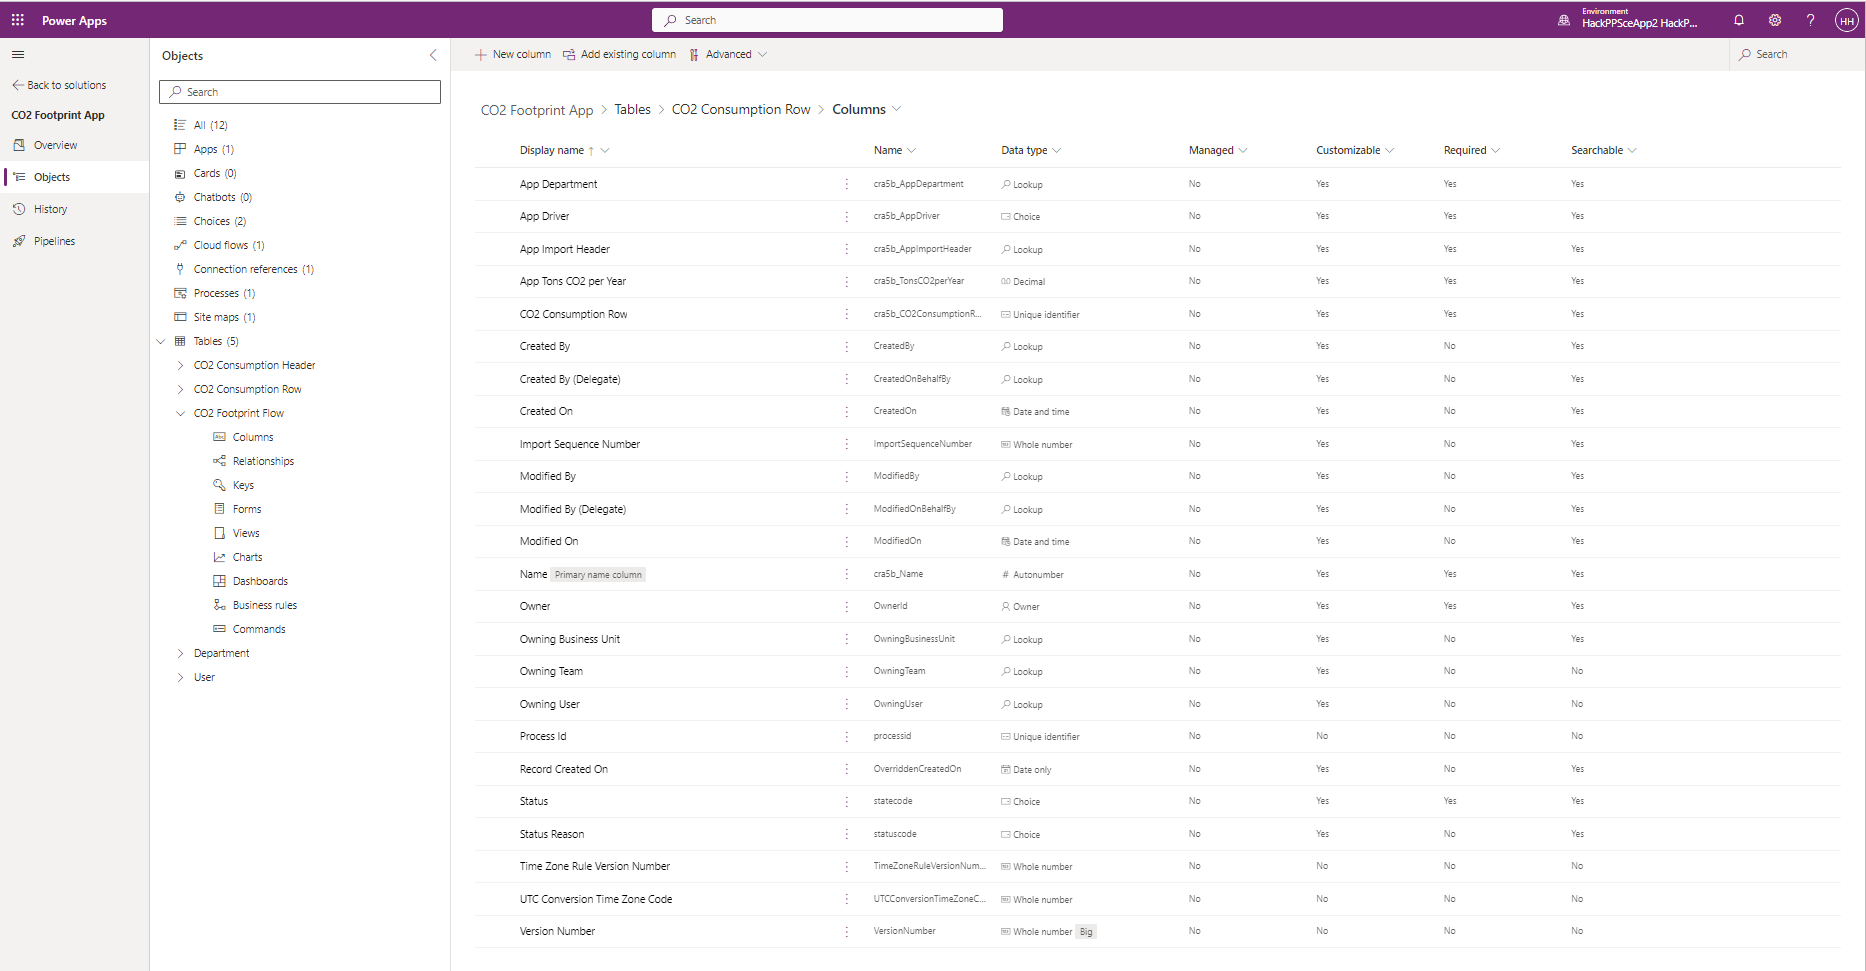 Power Apps
Search
Environment
HackPPSceApp2 HackP...
HH
Back to solutions
CO2 Footprint App
Overview
Objects
History
Pipelines
Objects
Search
All (12)
Apps (1)
Cards (0)
Chatbots (0)
Choices (2)
Cloud flows (1)
Connection references (1)
Processes (1)
Site maps (1)
Tables (5)
CO2 Consumption Header
CO2 Consumption Row
CO2 Footprint Flow
Columns
Relationships
Keys
Forms
Views
Charts
Dashboards
Business rules
Commands
Department
User
New column Add existing column Advanced
Search
CO2 Footprint App > Tables > CO2 Consumption Row > Columns
Display name ↑ Name Data type Managed Customizable Required Searchable
App Department cra5b_AppDepartment Lookup No Yes Yes Yes
App Driver cra5b_AppDriver Choice No Yes Yes Yes
App Import Header cra5b_AppImportHeader Lookup No Yes Yes Yes
App Tons CO2 per Year cra5b_TonsCO2perYear Decimal No Yes Yes Yes
CO2 Consumption Row cra5b_CO2ConsumptionR... Unique identifier No Yes Yes Yes
Created By CreatedBy Lookup No Yes No Yes
Created By (Delegate) CreatedOnBehalfBy Lookup No Yes No Yes
Created On CreatedOn Date and time No Yes No Yes
Import Sequence Number ImportSequenceNumber Whole number No Yes No Yes
Modified By ModifiedBy Lookup No Yes No Yes
Modified By (Delegate) ModifiedOnBehalfBy Lookup No Yes No Yes
Modified On ModifiedOn Date and time No Yes No Yes
Name Primary name column cra5b_Name # Autonumber No Yes Yes Yes
Owner OwnerId Owner No Yes Yes Yes
Owning Business Unit OwningBusinessUnit Lookup No Yes No Yes
Owning Team OwningTeam Lookup No Yes No No
Owning User OwningUser Lookup No Yes No No
Process Id processid Unique identifier No No No No
Record Created On OverriddenCreatedOn Date only No Yes No Yes
Status statecode Choice No Yes Yes Yes
Status Reason statuscode Choice No Yes No Yes
Time Zone Rule Version Number TimeZoneRuleVersionNum... Whole number No No No No
UTC Conversion Time Zone Code UTCConversionTimeZoneC... Whole number No No No No
Version Number VersionNumber Whole number Big No No No No